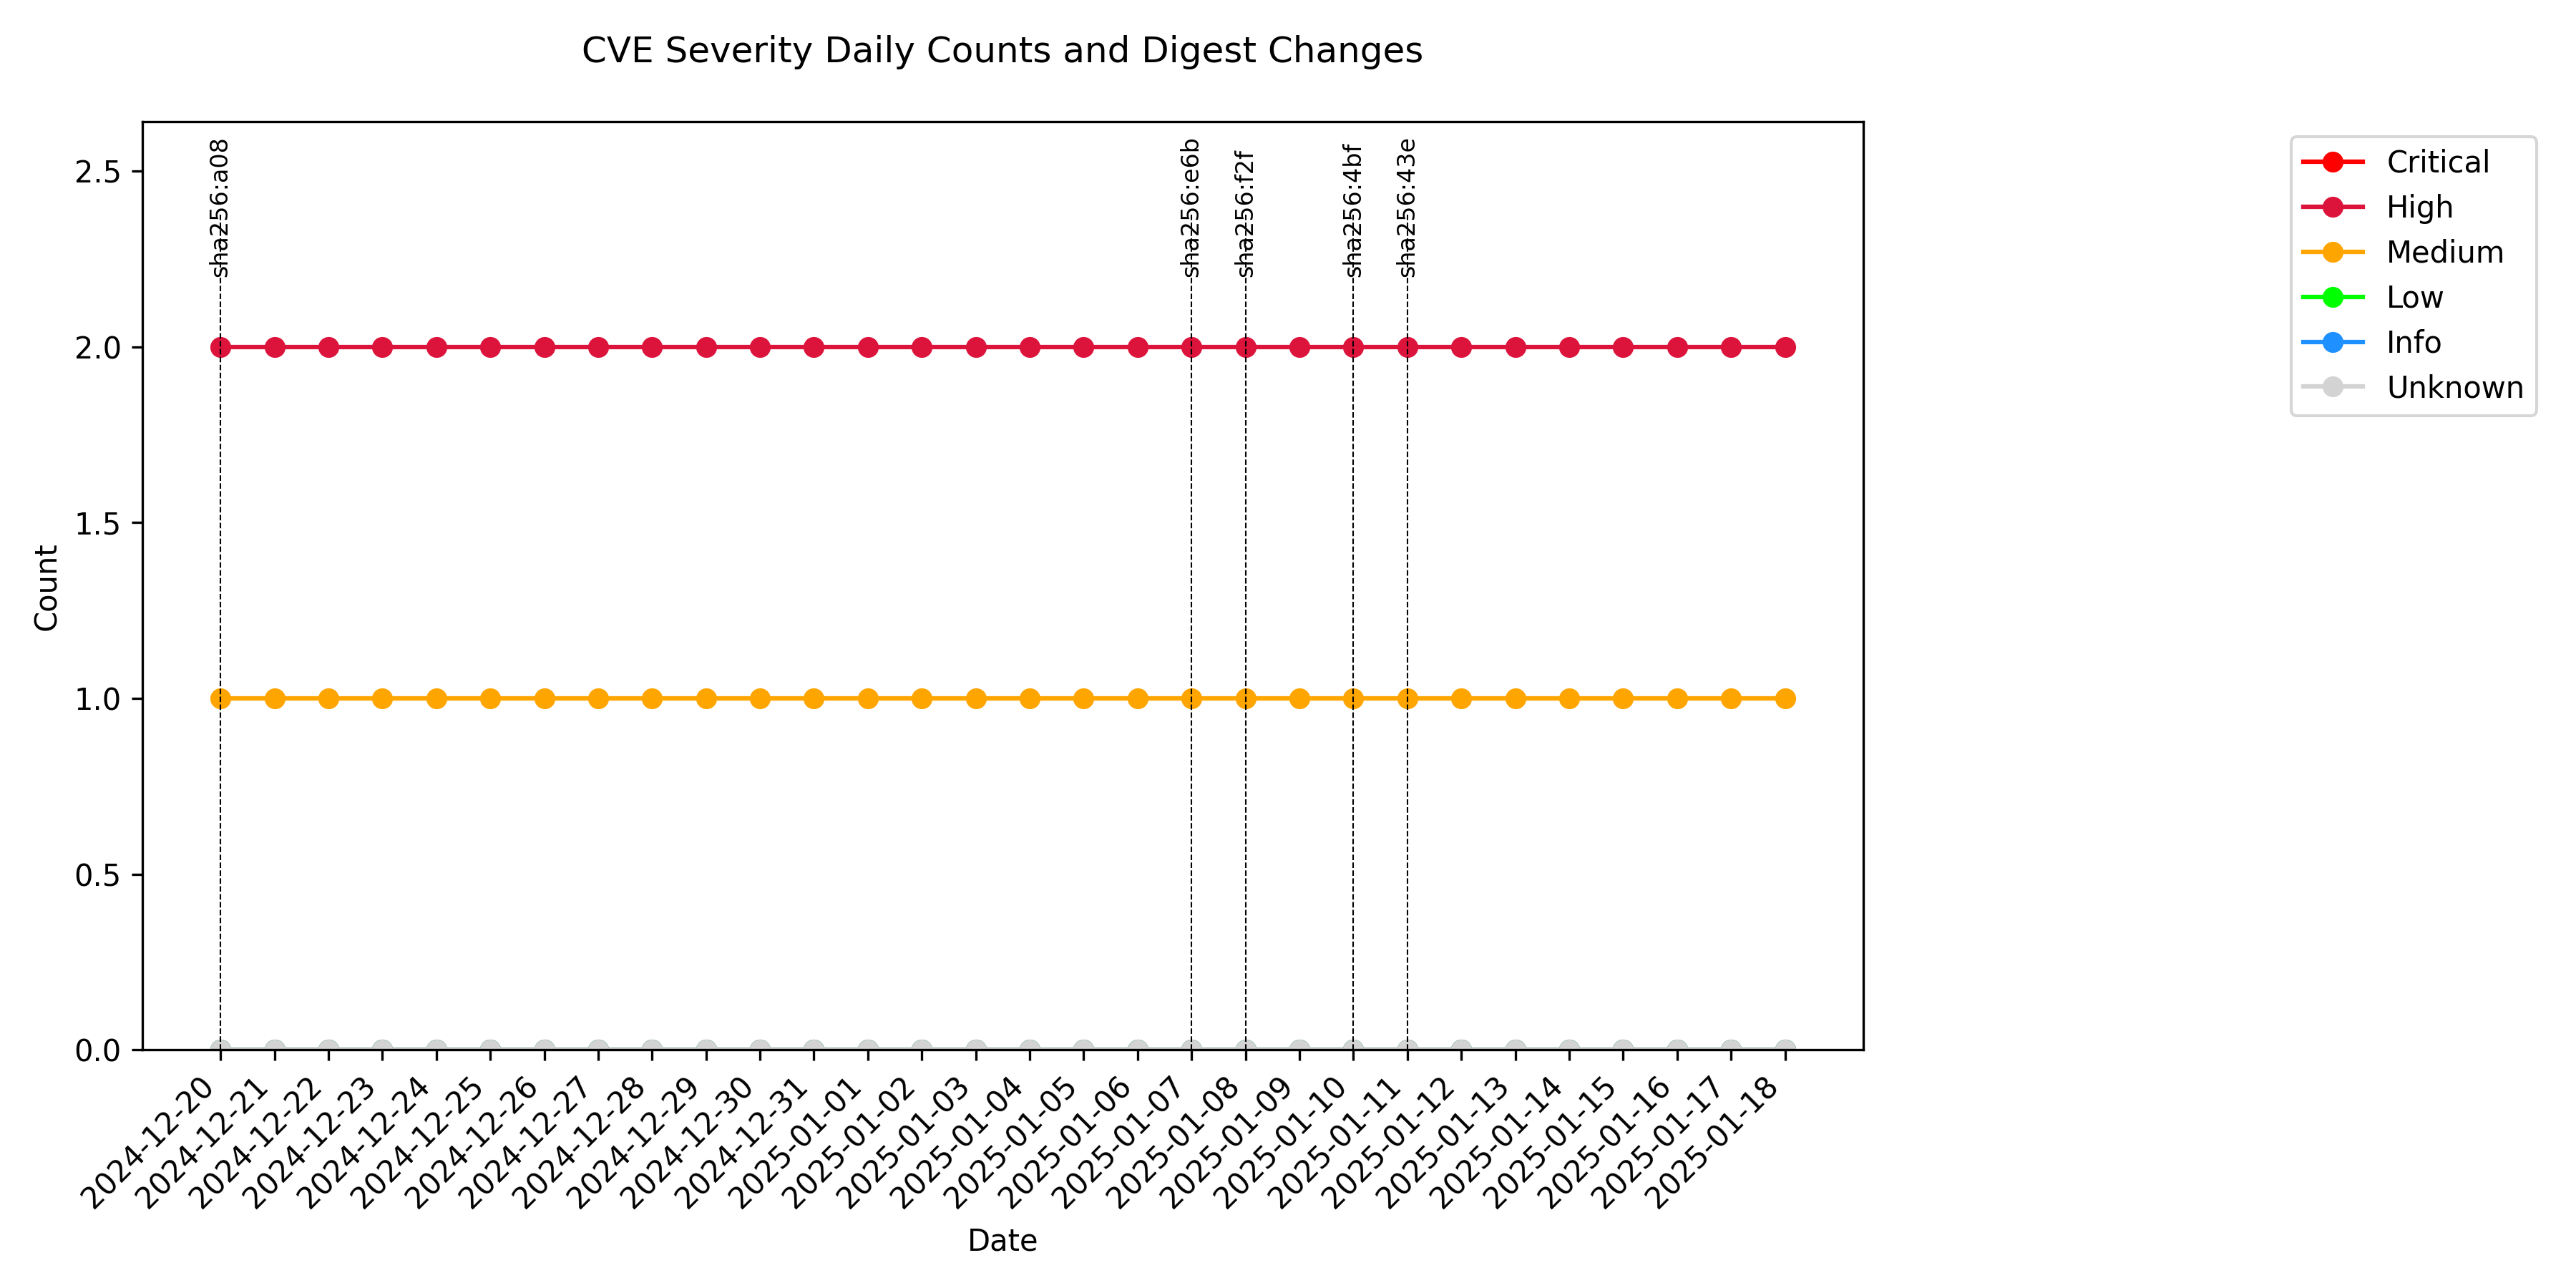 CVE Severity Daily Counts and Digest Changes
sha256:a08
sha256:e6b
sha256:f2f
sha256:4bf
sha256:43e
Critical
High
Medium
Low
Info
Unknown
2.5
2.0
1.5
1.0
0.5
0.0
Count
2024-12-20
2024-12-21
2024-12-22
2024-12-23
2024-12-24
2024-12-25
2024-12-26
2024-12-27
2024-12-28
2024-12-29
2024-12-30
2024-12-31
2025-01-01
2025-01-02
2025-01-03
2025-01-04
2025-01-05
2025-01-06
2025-01-07
2025-01-08
2025-01-09
2025-01-10
2025-01-11
2025-01-12
2025-01-13
2025-01-14
2025-01-15
2025-01-16
2025-01-17
2025-01-18
Date